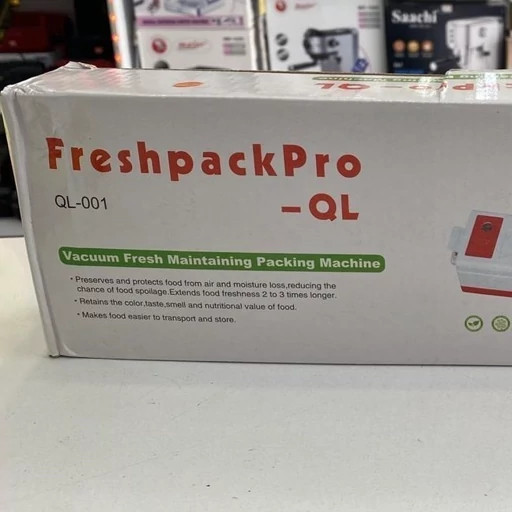 Saachi
FreshpackPro
QL-001
-QL
Vacuum Fresh Maintaining Packing Machine
• Preserves and protects food from air and moisture loss,reducing the
chance of food spoilage.Extends food freshness 2 to 3 times longer.
• Retains the color,taste,smell and nutritional value of food.
• Makes food easier to transport and store.